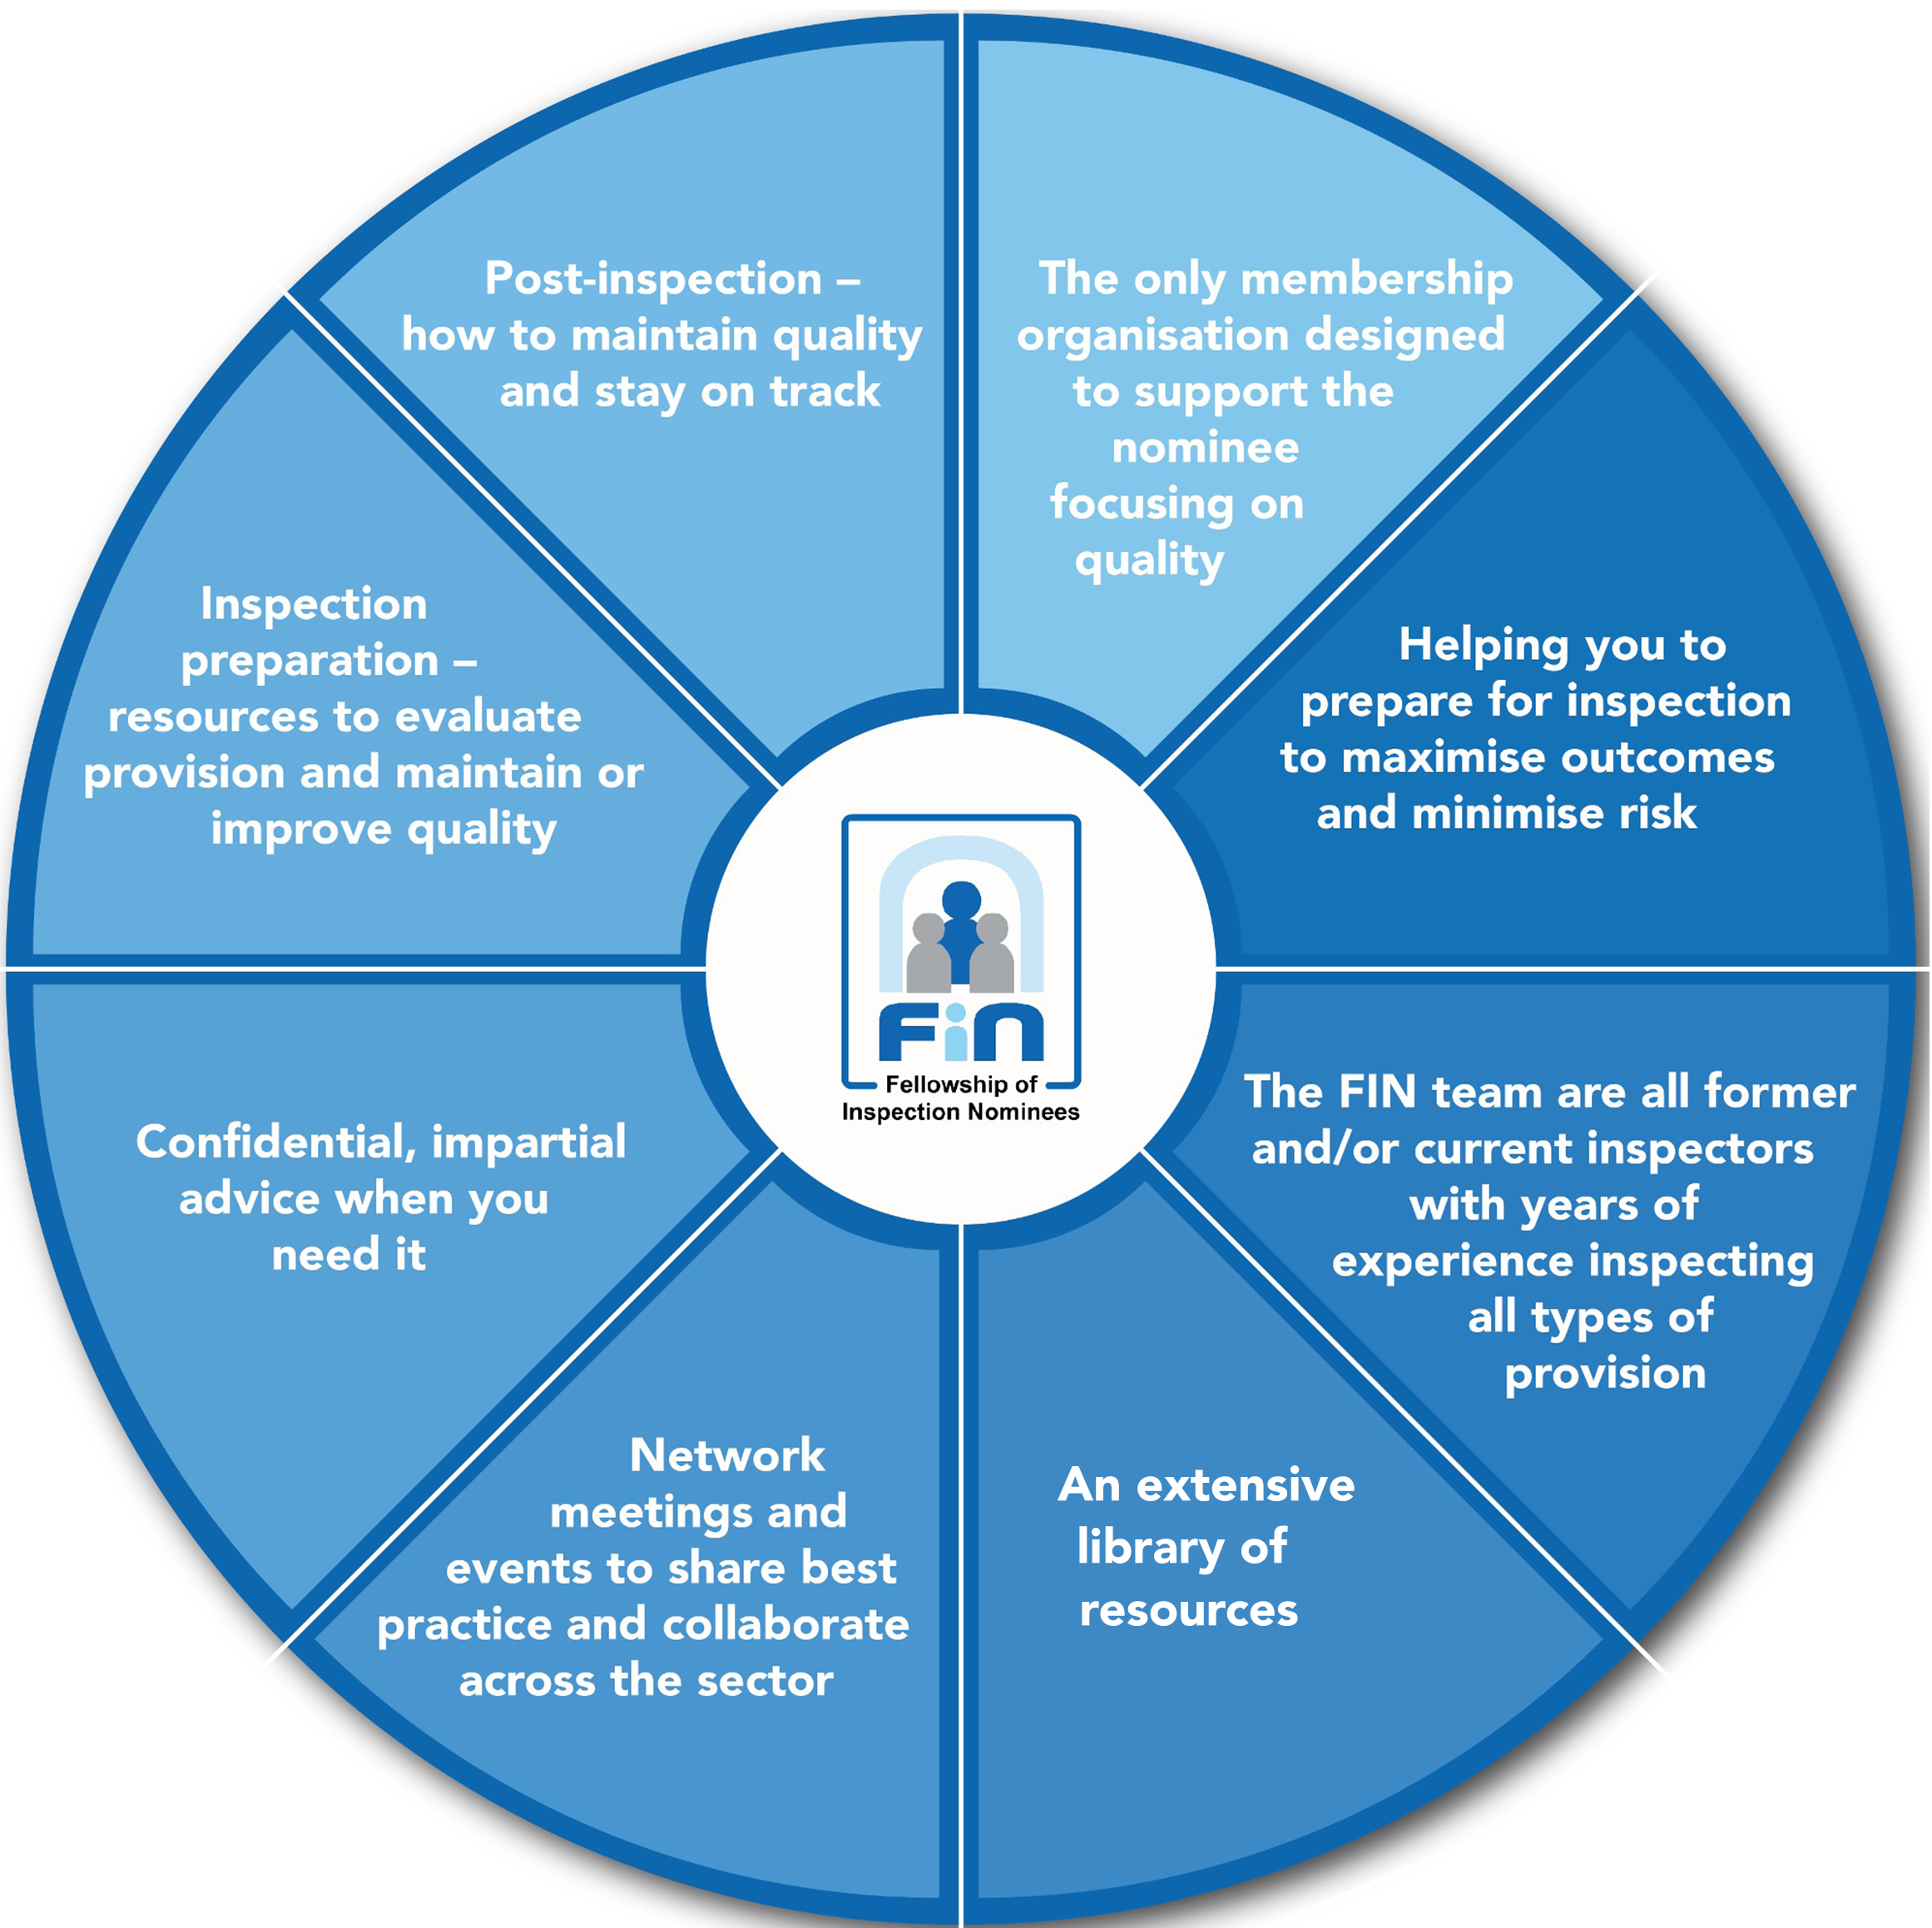 The only membership
organisation designed
to support the
nominee
focusing on
quality
Helping you to
prepare for inspection
to maximise outcomes
and minimise risk
The FIN team are all former
and/or current inspectors
with years of
experience inspecting
all types of
provision
An extensive
library of
resources
Network
meetings and
events to share best
practice and collaborate
across the sector
Confidential, impartial
advice when you
need it
Inspection
preparation –
resources to evaluate
provision and maintain or
improve quality
Post-inspection –
how to maintain quality
and stay on track
FiN
Fellowship of
Inspection Nominees